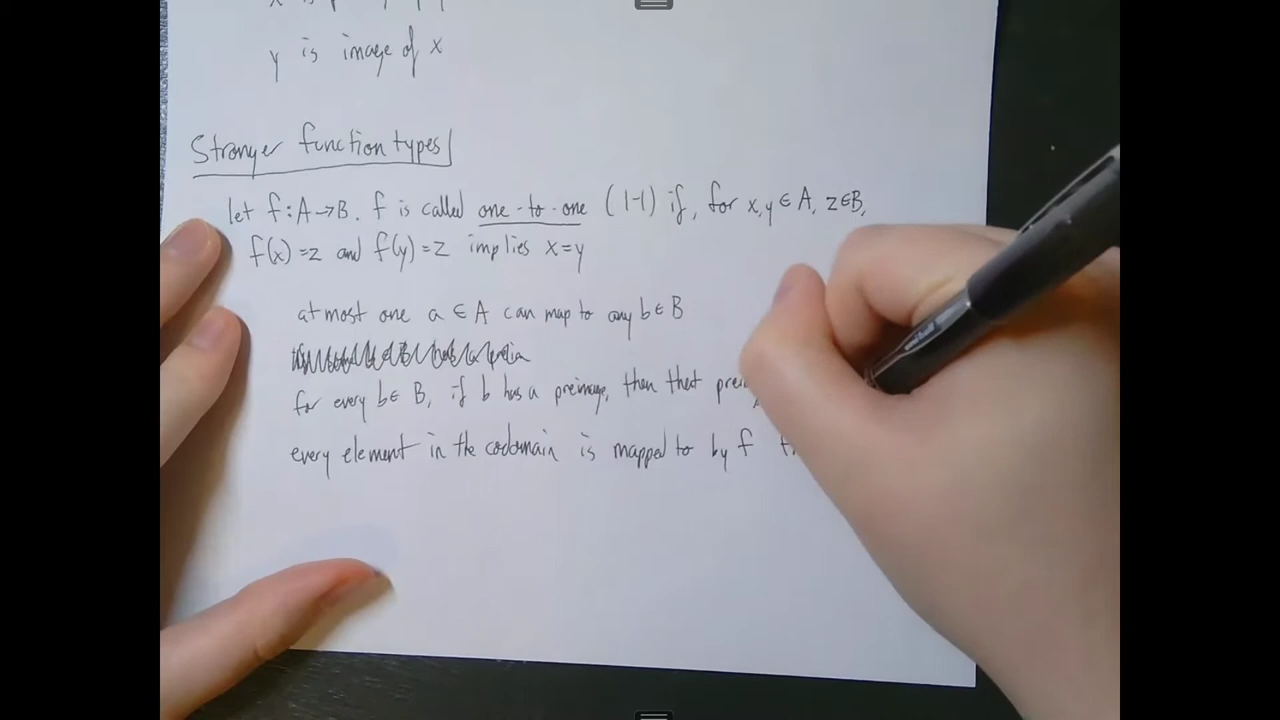 y is image of x
Stronger function types
let f: A→B. f is called one-to-one (1-1) if, for x,y ∈ A, z∈B,
f(x)=z and f(y)=z implies x=y
at most one a ∈ A can map to any b ∈ B
for every b∈ B, if b has a preimage, then that
every element in the codomain is mapped to by f